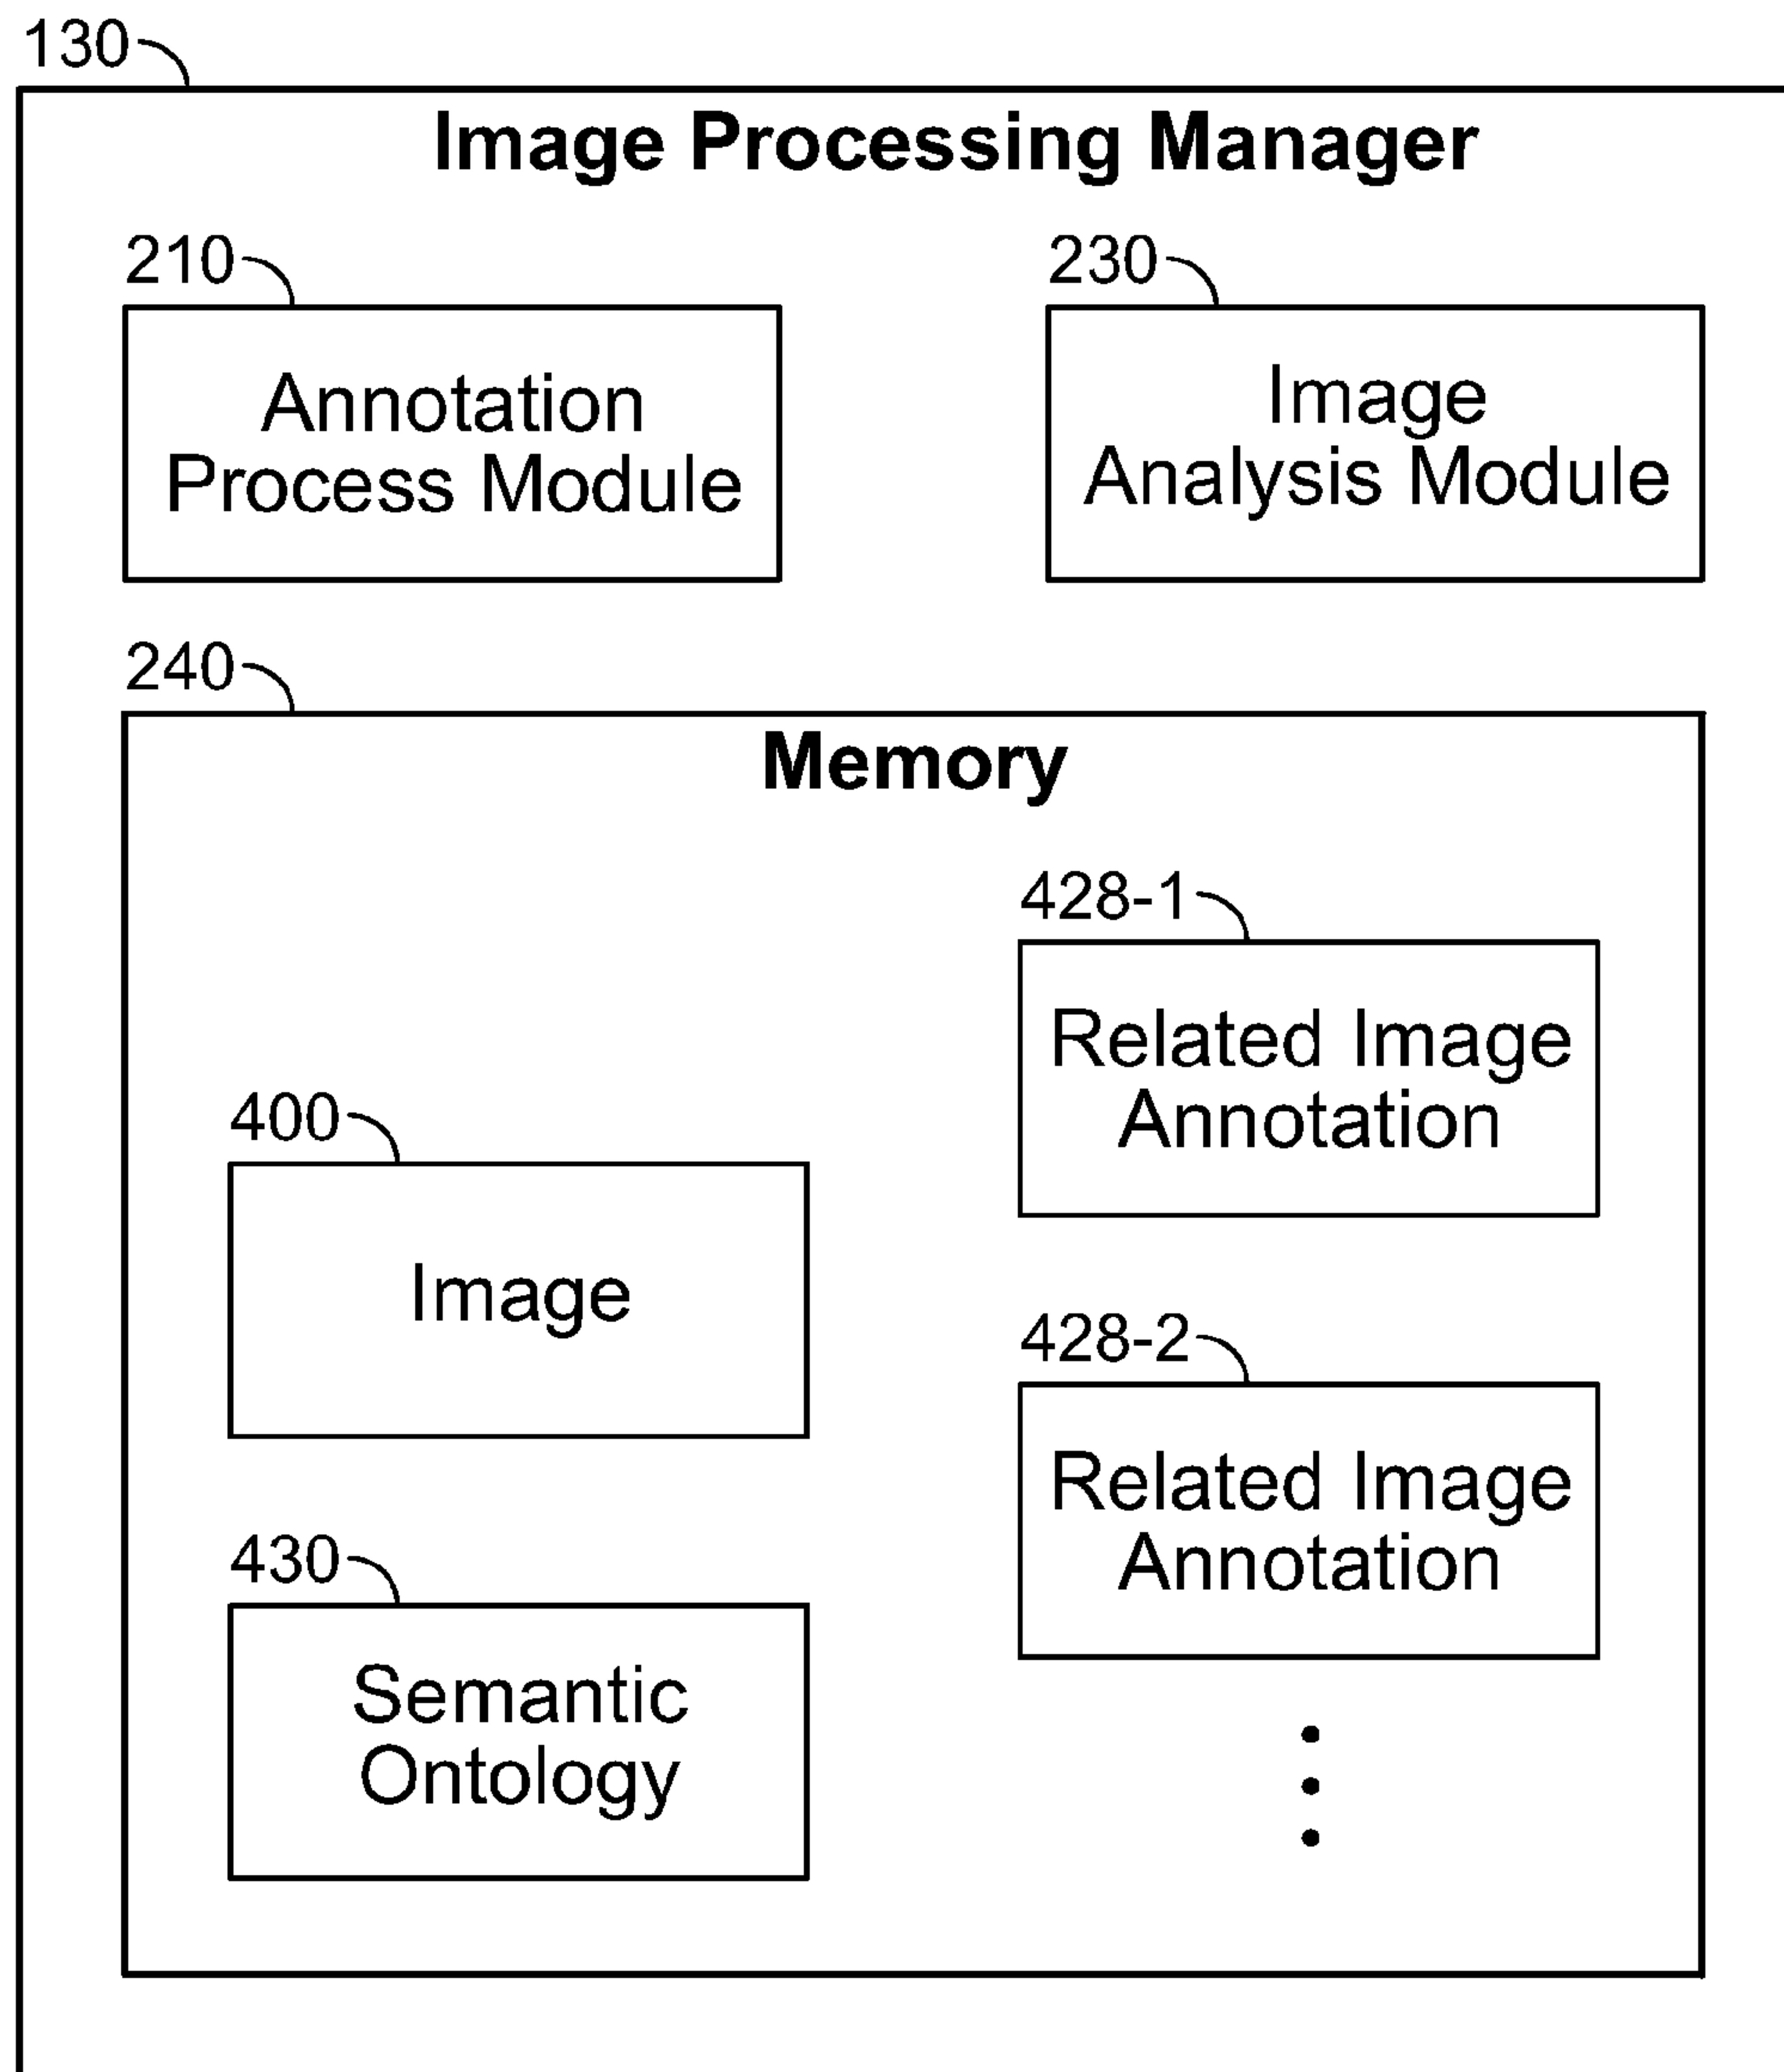 130
Image Processing Manager
210
Annotation
Process Module
230
Image
Analysis Module
240
Memory
428-1
Related Image
Annotation
400
Image
428-2
Related Image
Annotation
430
Semantic
Ontology